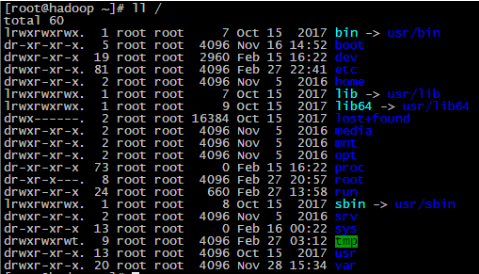 [root@hadoop ~]# ll /
total 60
lrwxrwxrwx. 1 root root 7 Oct 15 2017 bin -> usr/bin
dr-xr-xr-x. 5 root root 4096 Nov 16 14:52 boot
drwxr-xr-x 19 root root 2960 Feb 15 16:22 dev
drwxr-xr-x. 81 root root 4096 Feb 27 22:41 etc
drwxr-xr-x. 2 root root 4096 Nov 5 2016 home
lrwxrwxrwx. 1 root root 7 Oct 15 2017 lib -> usr/lib
lrwxrwxrwx. 1 root root 9 Oct 15 2017 lib64 -> usr/lib64
drwx------. 2 root root 16384 Oct 15 2017 lost+found
drwxr-xr-x. 2 root root 4096 Nov 5 2016 media
drwxr-xr-x. 2 root root 4096 Nov 5 2016 mnt
drwxr-xr-x. 2 root root 4096 Nov 5 2016 opt
dr-xr-xr-x 73 root root 0 Feb 15 16:22 proc
dr-xr-x---. 8 root root 4096 Feb 27 20:57 root
drwxr-xr-x 24 root root 660 Feb 27 13:58 run
lrwxrwxrwx. 1 root root 8 Oct 15 2017 sbin -> usr/sbin
drwxr-xr-x. 2 root root 4096 Nov 5 2016 srv
dr-xr-xr-x 13 root root 0 Feb 16 00:22 sys
drwxrwxrwt. 9 root root 4096 Feb 27 03:12 tmp
drwxr-xr-x. 13 root root 4096 Oct 15 2017 usr
drwxr-xr-x. 20 root root 4096 Nov 28 15:34 var